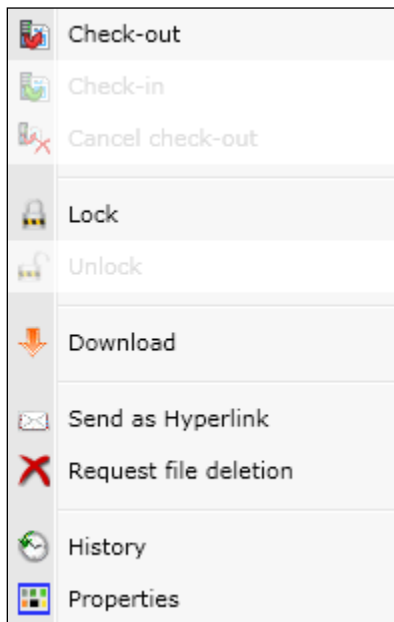 Check-out
Check-in
Cancel check-out
Lock
Unlock
Download
Send as Hyperlink
Request file deletion
History
Properties